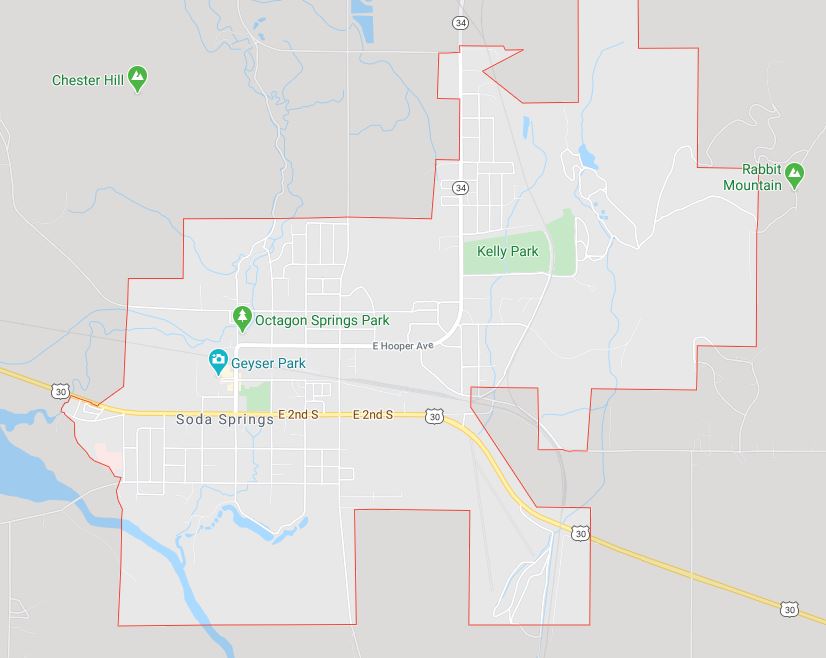 34
Chester Hill
Rabbit
Mountain
34
Kelly Park
Octagon Springs Park
E Hooper Ave
Geyser Park
30
E 2nd S
E 2nd S
30
Soda Springs
30
30